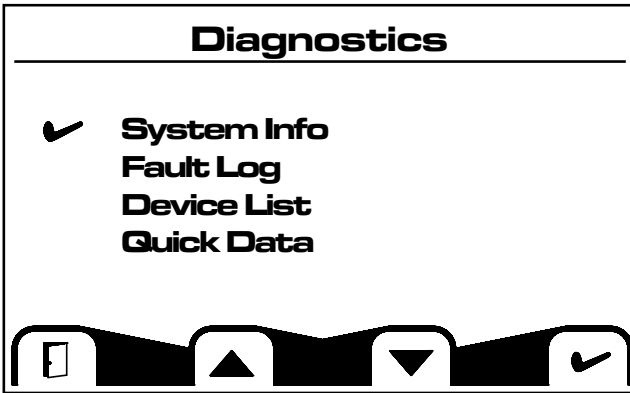 Diagnostics
System Info
Fault Log
Device List
Quick Data